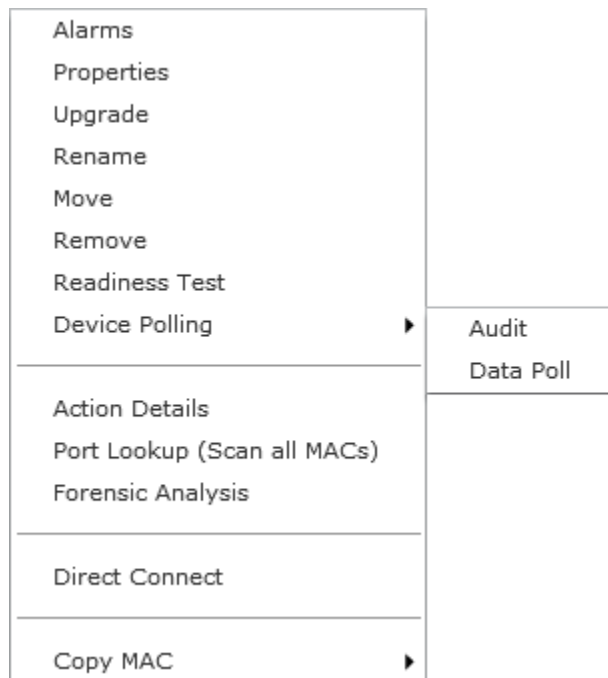 Alarms
Properties
Upgrade
Rename
Move
Remove
Readiness Test
Device Polling
Audit
Data Poll
Action Details
Port Lookup (Scan all MACs)
Forensic Analysis
Direct Connect
Copy MAC